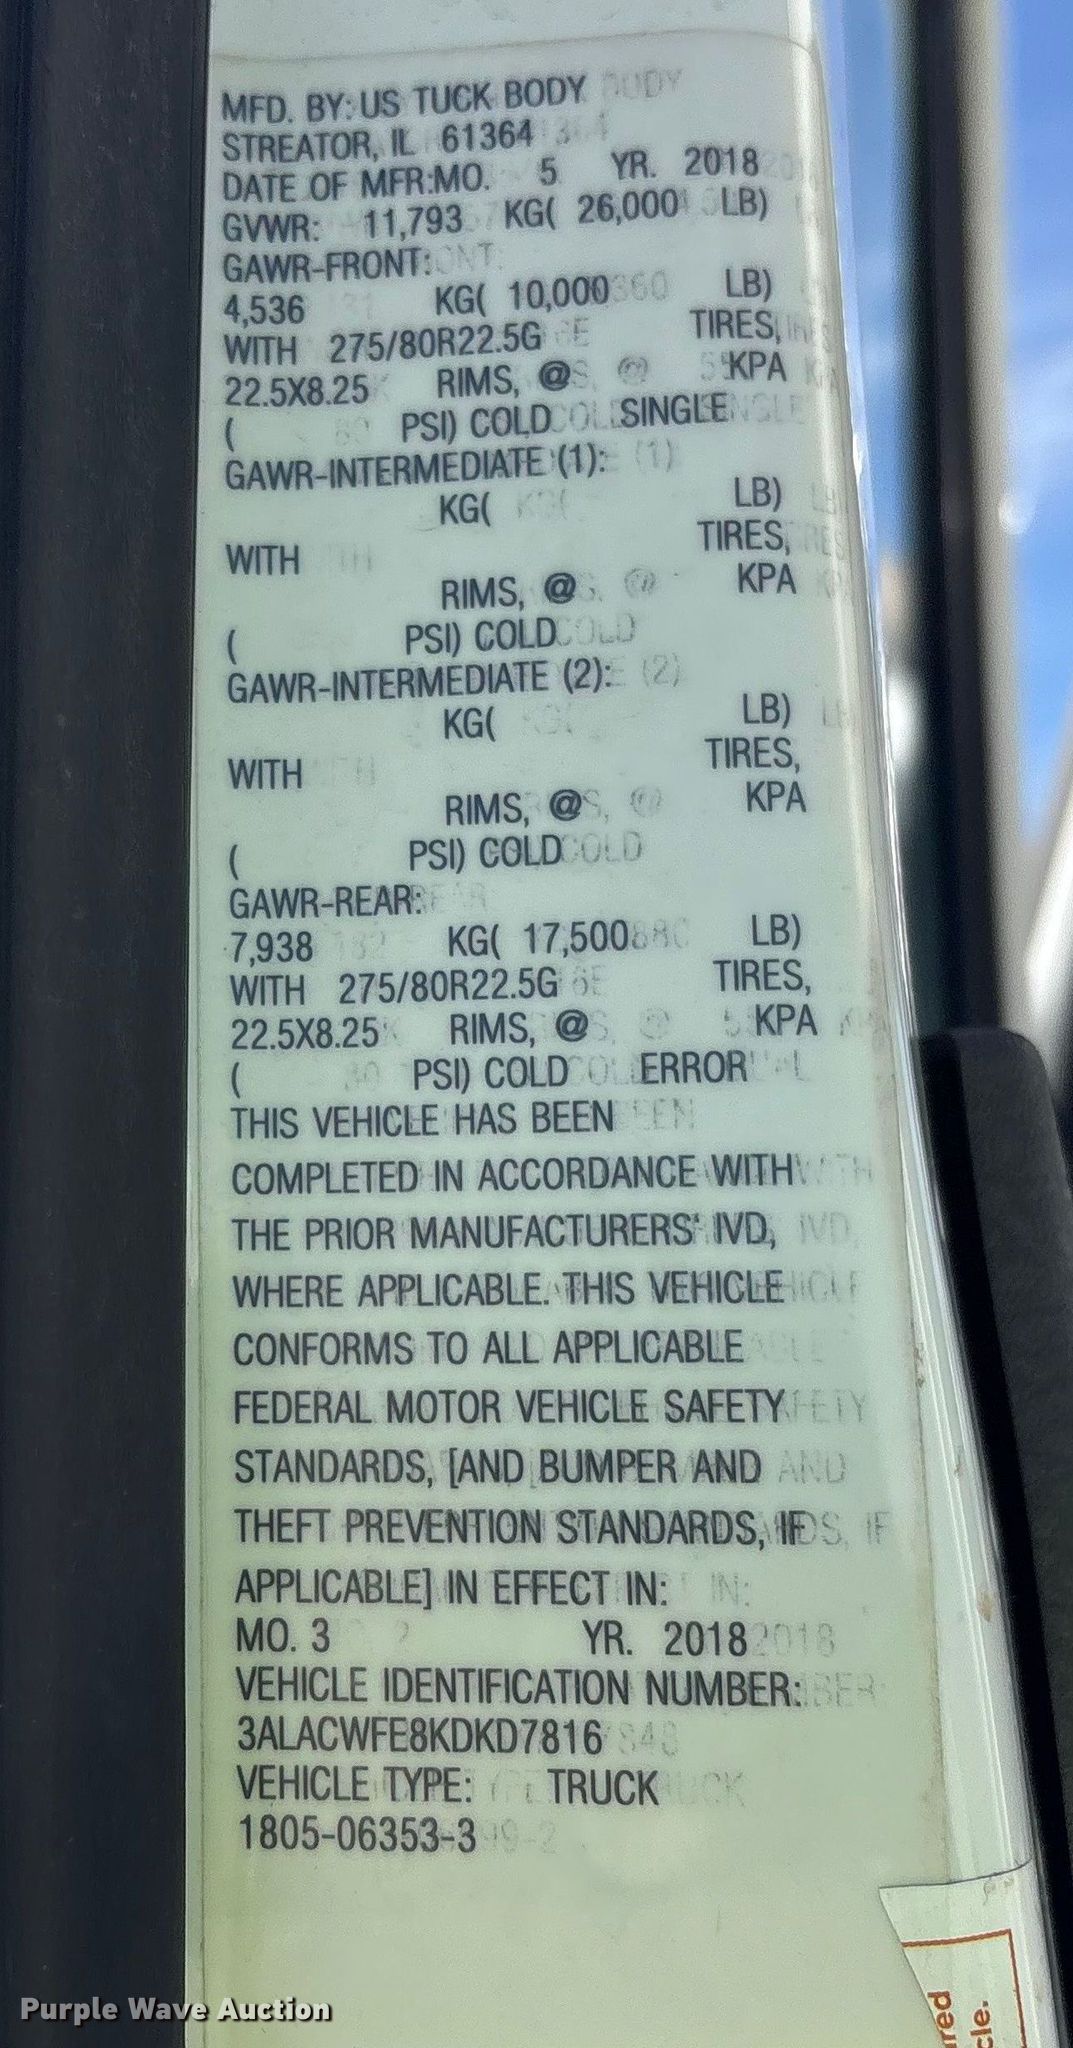 MFD. BY: US TUCK BODY
STREATOR, IL 61364
DATE OF MFR:MO. 5 YR. 2018
GVWR: 11,793 KG( 26,000 LB)
GAWR-FRONT:
4,536 KG( 10,000 LB)
WITH 275/80R22.5G TIRES,
22.5X8.25 RIMS, @ KPA
( PSI) COLD SINGLE
GAWR-INTERMEDIATE (1):
KG( LB)
WITH TIRES,
RIMS, @ KPA
( PSI) COLD
GAWR-INTERMEDIATE (2):
KG( LB)
WITH TIRES,
RIMS, @ KPA
( PSI) COLD
GAWR-REAR:
7,938 KG( 17,500 LB)
WITH 275/80R22.5G TIRES,
22.5X8.25 RIMS, @ KPA
( PSI) COLD ERROR
THIS VEHICLE HAS BEEN
COMPLETED IN ACCORDANCE WITH
THE PRIOR MANUFACTURERS' IVD,
WHERE APPLICABLE. THIS VEHICLE
CONFORMS TO ALL APPLICABLE
FEDERAL MOTOR VEHICLE SAFETY
STANDARDS, [AND BUMPER AND
THEFT PREVENTION STANDARDS, IF
APPLICABLE] IN EFFECT IN:
MO. 3 YR. 2018
VEHICLE IDENTIFICATION NUMBER:
3ALACWFE8KDKD7816
VEHICLE TYPE: TRUCK
1805-06353-3
Purple Wave Auction